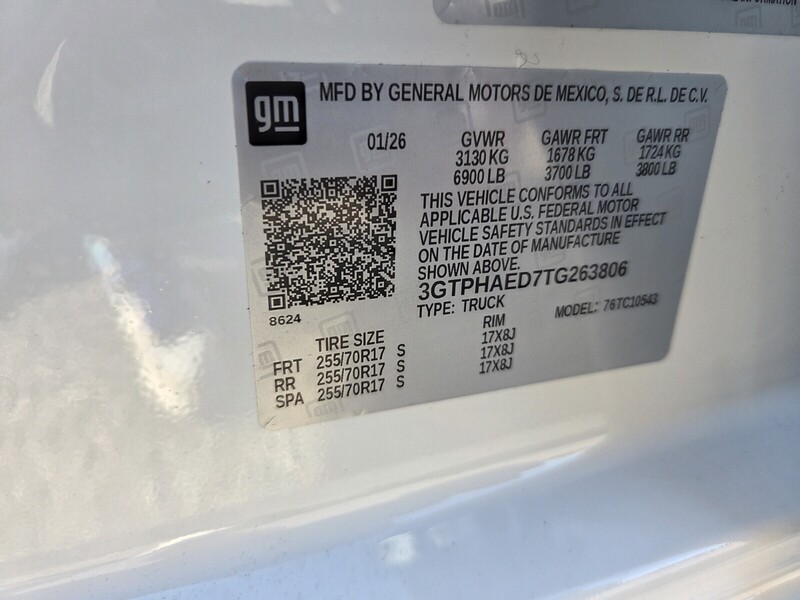 INFORMATION
gm
MFD BY GENERAL MOTORS DE MEXICO, S. DE R.L. DE C.V.
01/26 GVWR GAWR FRT GAWR RR
3130 KG 1678 KG 1724 KG
6900 LB 3700 LB 3800 LB
THIS VEHICLE CONFORMS TO ALL
APPLICABLE U.S. FEDERAL MOTOR
VEHICLE SAFETY STANDARDS IN EFFECT
ON THE DATE OF MANUFACTURE
SHOWN ABOVE.
3GTPHAED7TG263806
TYPE: TRUCK MODEL: 76TC10543
8624
TIRE SIZE RIM
FRT 255/70R17 S 17X8J
RR 255/70R17 S 17X8J
SPA 255/70R17 S 17X8J